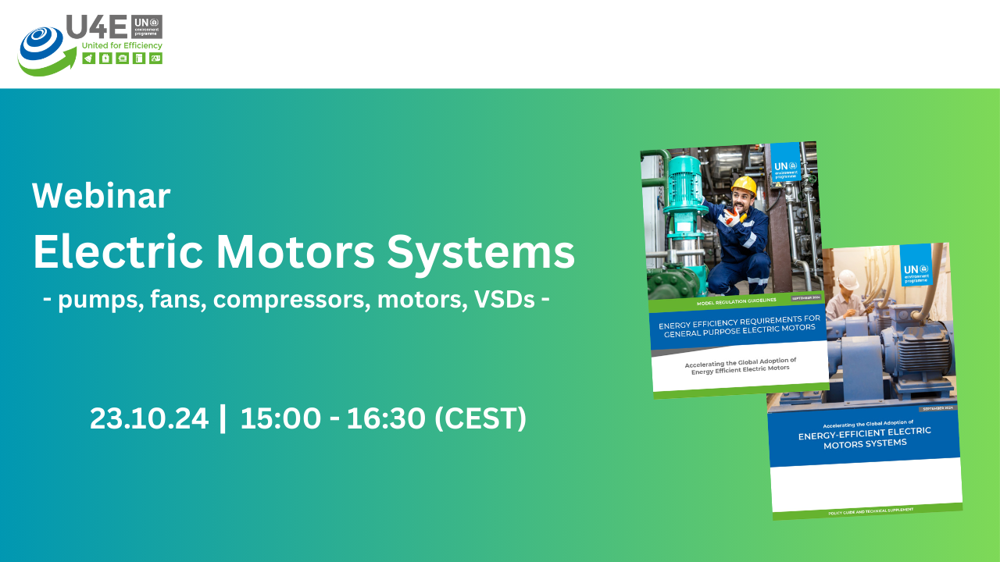 U4E
UN
environment
programme
United for Efficiency
Webinar
Electric Motors Systems
- pumps, fans, compressors, motors, VSDs -
23.10.24 | 15:00 - 16:30 (CEST)
UN
environment
programme
MODEL REGULATION GUIDELINES
SEPTEMBER 2024
ENERGY EFFICIENCY REQUIREMENTS FOR
GENERAL PURPOSE ELECTRIC MOTORS
Accelerating the Global Adoption of
Energy Efficient Electric Motors
UN
environment
programme
SEPTEMBER 2024
Accelerating the Global Adoption of
ENERGY-EFFICIENT ELECTRIC
MOTORS SYSTEMS
POLICY GUIDE AND TECHNICAL SUPPLEMENT